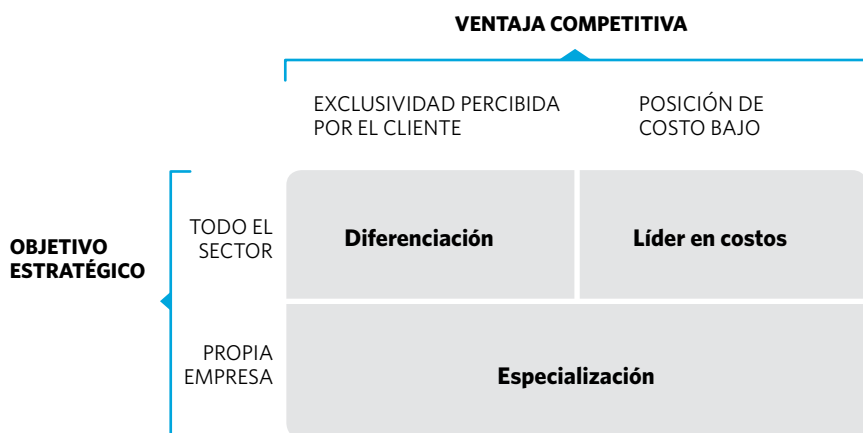 VENTAJA COMPETITIVA
EXCLUSIVIDAD PERCIBIDA
POR EL CLIENTE
POSICIÓN DE
COSTO BAJO
OBJETIVO
ESTRATÉGICO
TODO EL
SECTOR
Diferenciación
Líder en costos
PROPIA
EMPRESA
Especialización